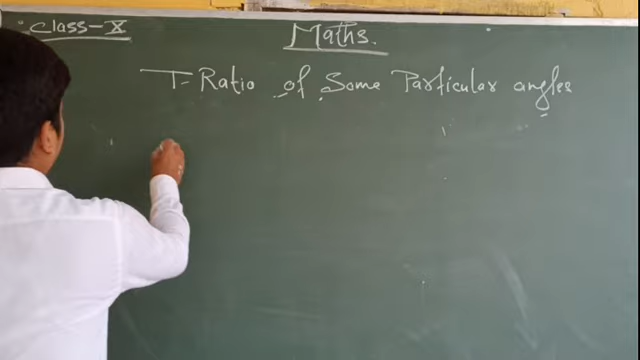 Class-X
Maths.
T-Ratio of Some Particular angles